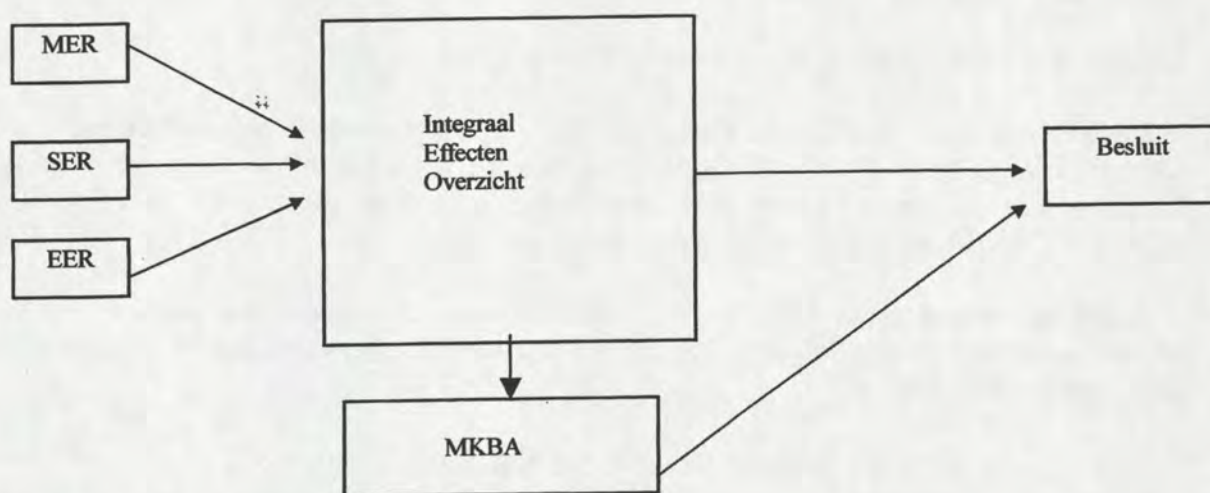 MER
SER
EER
Integraal
Effecten
Overzicht
Besluit
MKBA